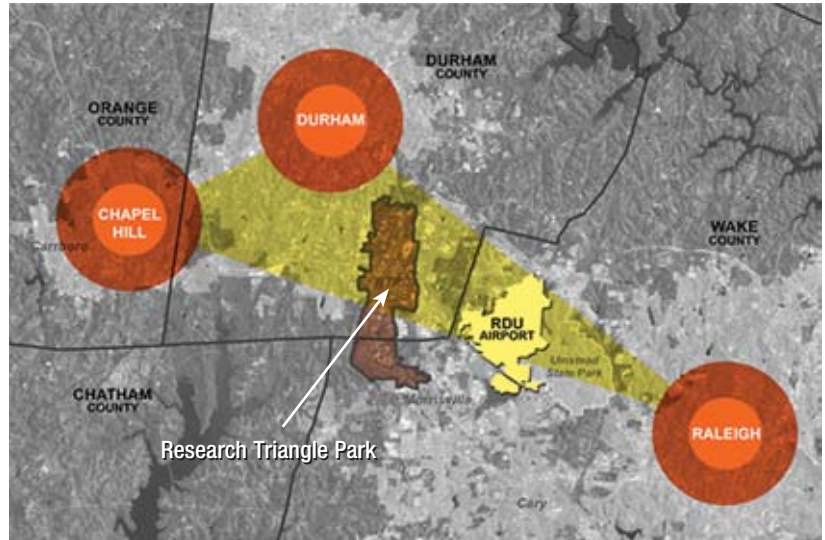 DURHAM
COUNTY
ORANGE
COUNTY
DURHAM
CHAPEL
HILL
Carrboro
WAKE
COUNTY
RDU
AIRPORT
Umstead
State Park
CHATHAM
COUNTY
Morrisville
RALEIGH
Research Triangle Park
Cary